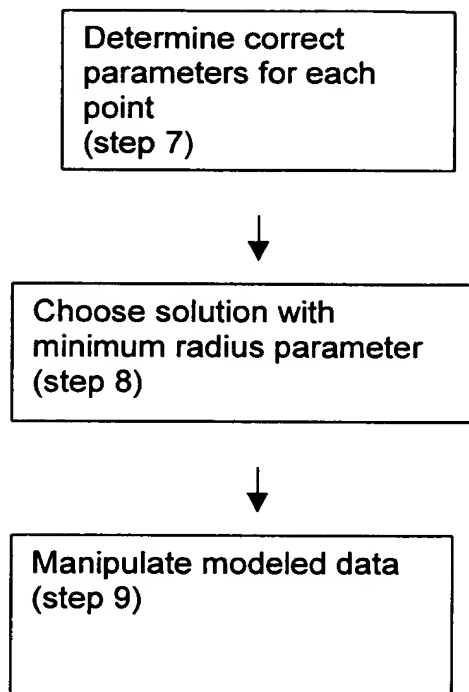 Determine correct
parameters for each
point
(step 7)
Choose solution with
minimum radius parameter
(step 8)
Manipulate modeled data
(step 9)